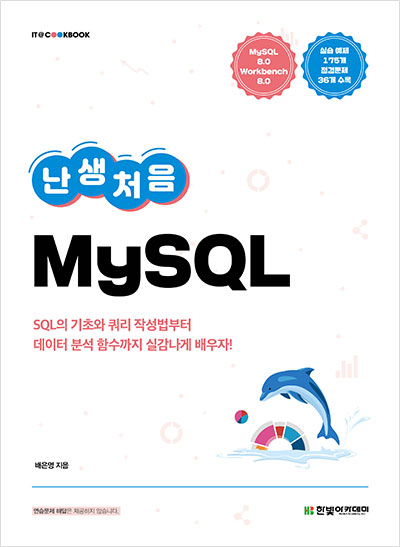 IT@COOKBOOK
MySQL
8.0
Workbench
8.0
실습 예제
175개
점검문제
36개 수록
난생처음
MySQL
SQL의 기초와 쿼리 작성법부터
데이터 분석 함수까지 실감나게 배우자!
배은영 지음
연습문제 해답은 제공하지 않습니다.
한빛아카데미